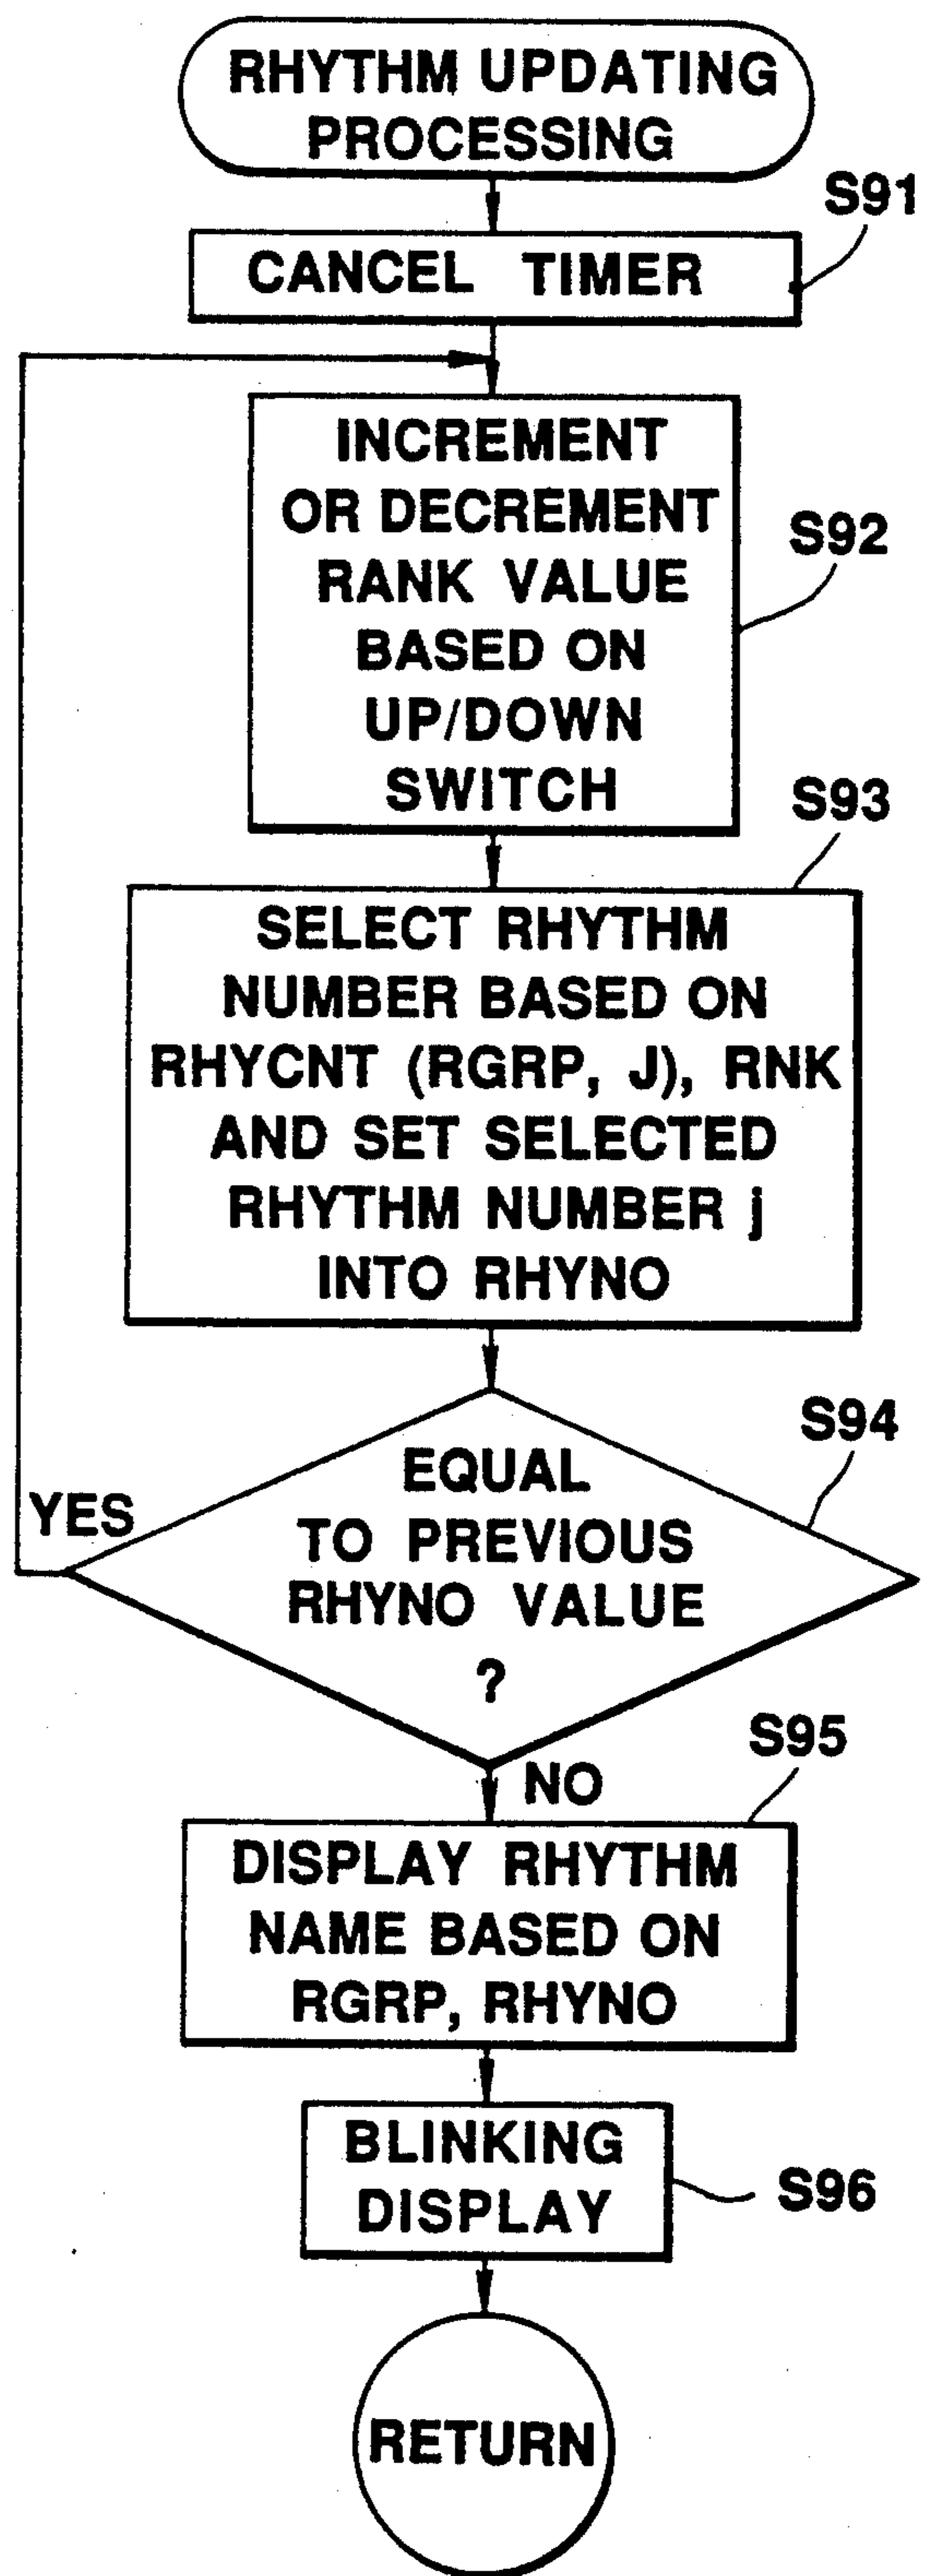 RHYTHM UPDATING
PROCESSING
S91
CANCEL TIMER
INCREMENT
OR DECREMENT
RANK VALUE
BASED ON
UP/DOWN
SWITCH
S92
S93
SELECT RHYTHM
NUMBER BASED ON
RHYCNT (RGRP, J), RNK
AND SET SELECTED
RHYTHM NUMBER j
INTO RHYNO
S94
EQUAL
TO PREVIOUS
RHYNO VALUE
?
YES
NO
S95
DISPLAY RHYTHM
NAME BASED ON
RGRP, RHYNO
BLINKING
DISPLAY
S96
RETURN